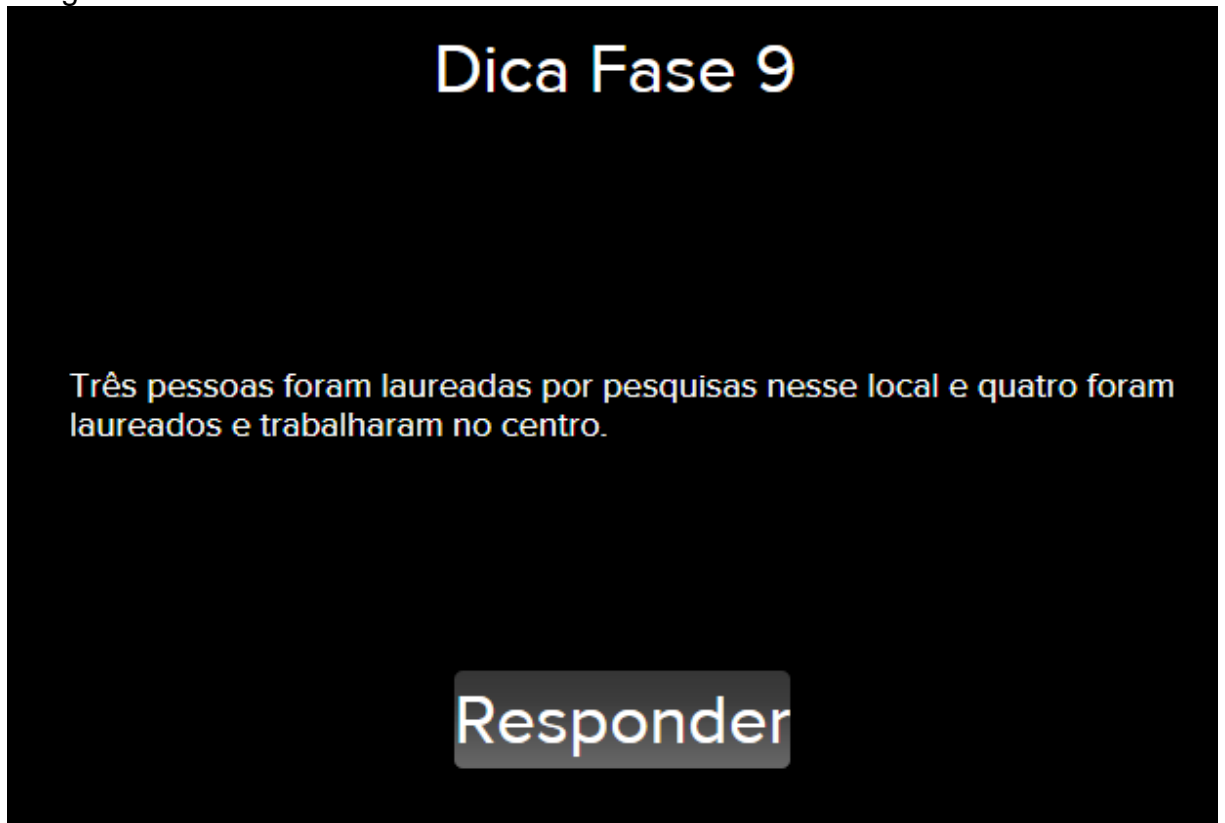 Dica Fase 9
Três pessoas foram laureadas por pesquisas nesse local e quatro foram
laureados e trabalharam no centro.
Responder